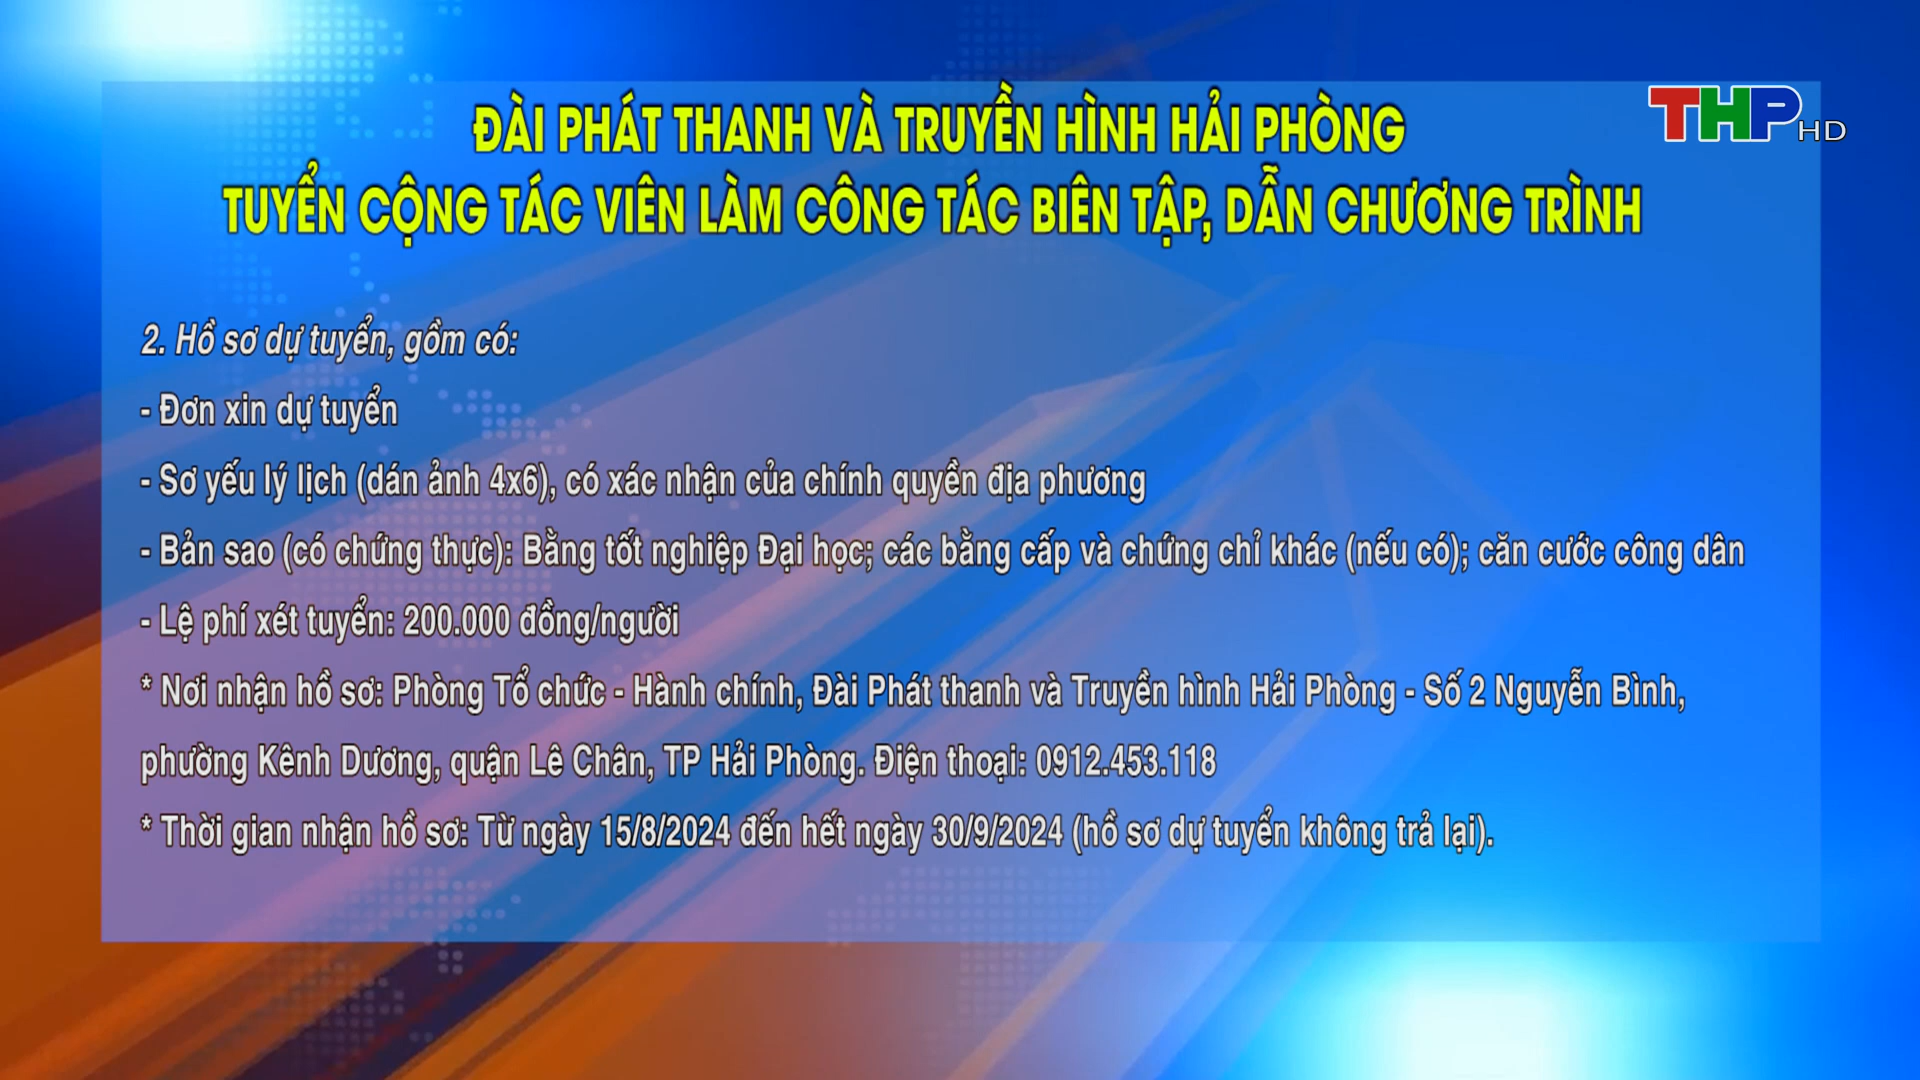 THP HD
ĐÀI PHÁT THANH VÀ TRUYỀN HÌNH HẢI PHÒNG
TUYỂN CỘNG TÁC VIÊN LÀM CÔNG TÁC BIÊN TẬP, DẪN CHƯƠNG TRÌNH
2. Hồ sơ dự tuyển, gồm có:
- Đơn xin dự tuyển
- Sơ yếu lý lịch (dán ảnh 4x6), có xác nhận của chính quyền địa phương
- Bản sao (có chứng thực): Bằng tốt nghiệp Đại học; các bằng cấp và chứng chỉ khác (nếu có); căn cước công dân
- Lệ phí xét tuyển: 200.000 đồng/người
* Nơi nhận hồ sơ: Phòng Tổ chức - Hành chính, Đài Phát thanh và Truyền hình Hải Phòng - Số 2 Nguyễn Bình,
phường Kênh Dương, quận Lê Chân, TP Hải Phòng. Điện thoại: 0912.453.118
* Thời gian nhận hồ sơ: Từ ngày 15/8/2024 đến hết ngày 30/9/2024 (hồ sơ dự tuyển không trả lại).